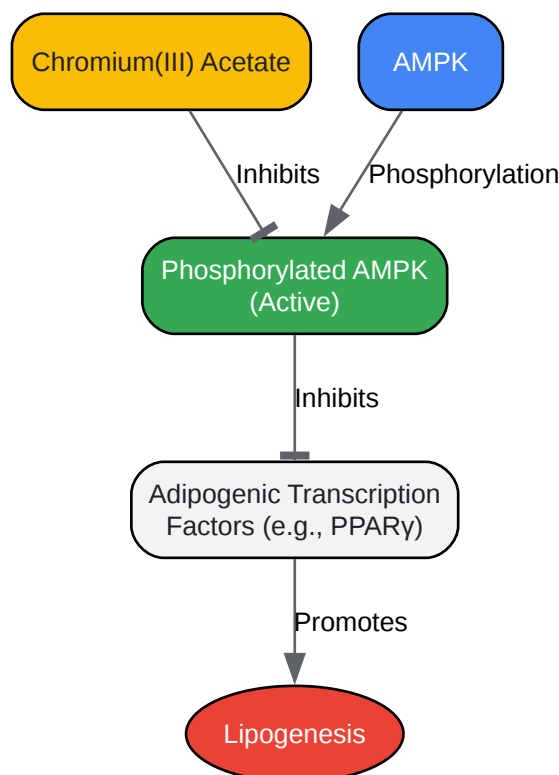 Chromium(III) Acetate
AMPK
Inhibits
Phosphorylation
Phosphorylated AMPK
(Active)
Inhibits
Adipogenic Transcription
Factors (e.g., PPARγ)
Promotes
Lipogenesis